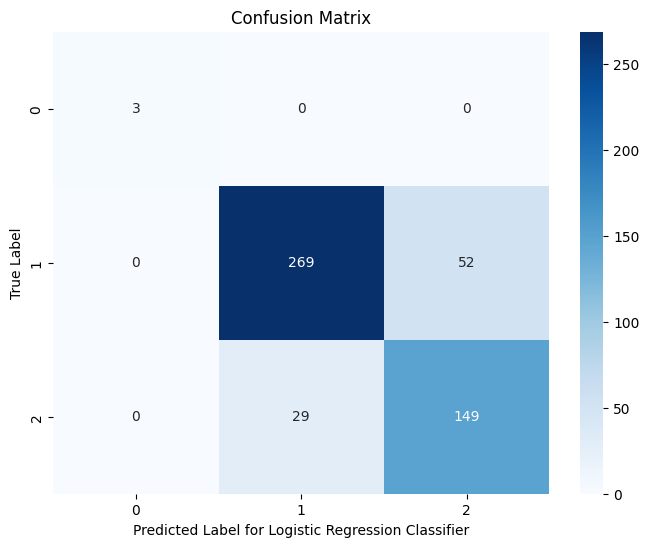 Confusion Matrix
True Label
0
1
2
3 0 0
0 269 52
0 29 149
0 1 2
Predicted Label for Logistic Regression Classifier
250
200
150
100
50
0